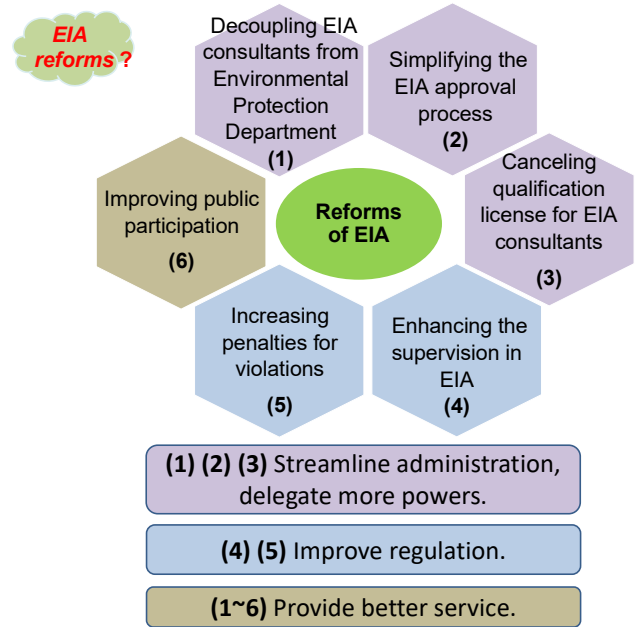 EIA
reforms ?
Decoupling EIA
consultants from
Environmental
Protection
Department
(1)
Simplifying the
EIA approval
process
(2)
Canceling
qualification
license for EIA
consultants
(3)
Improving public
participation
(6)
Reforms
of EIA
Increasing
penalties for
violations
(5)
Enhancing the
supervision in
EIA
(4)
(1) (2) (3) Streamline administration,
delegate more powers.
(4) (5) Improve regulation.
(1~6) Provide better service.